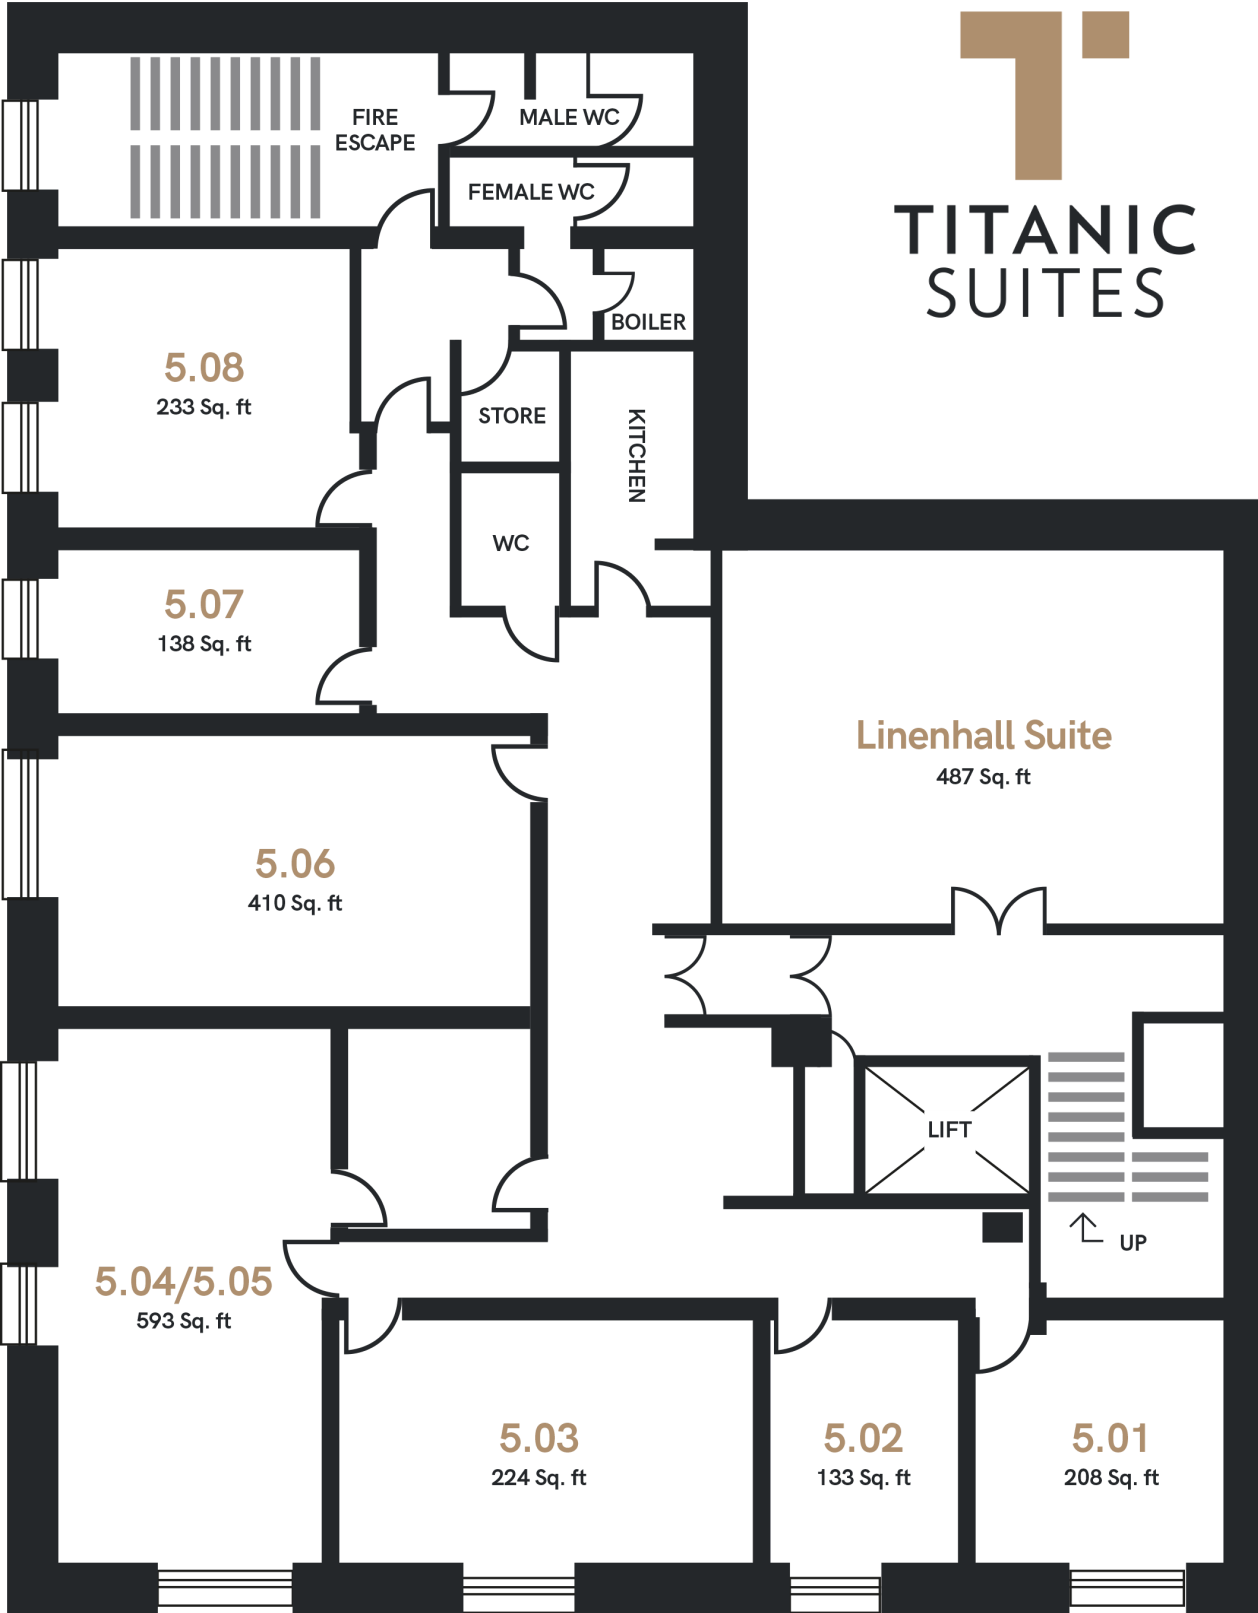 TITANIC
SUITES
FIRE
ESCAPE
MALE WC
FEMALE WC
BOILER
5.08
233 Sq. ft
STORE
KITCHEN
WC
5.07
138 Sq. ft
Linenhall Suite
487 Sq. ft
5.06
410 Sq. ft
LIFT
UP
5.04/5.05
593 Sq. ft
5.03
224 Sq. ft
5.02
133 Sq. ft
5.01
208 Sq. ft